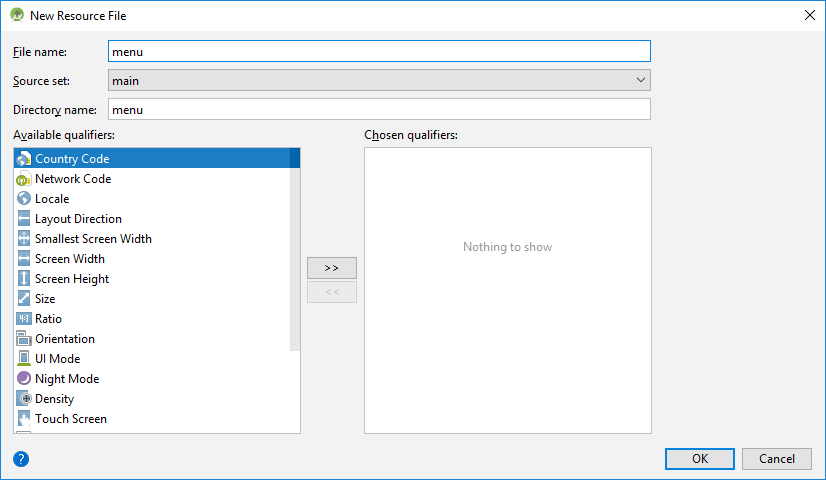 New Resource File
File name: menu
Source set: main
Directory name: menu
Available qualifiers:
Chosen qualifiers:
Country Code
Network Code
Locale
Layout Direction
Smallest Screen Width
Screen Width
Screen Height
Size
Ratio
Orientation
UI Mode
Night Mode
Density
Touch Screen
>>
<<
Nothing to show
?
OK
Cancel